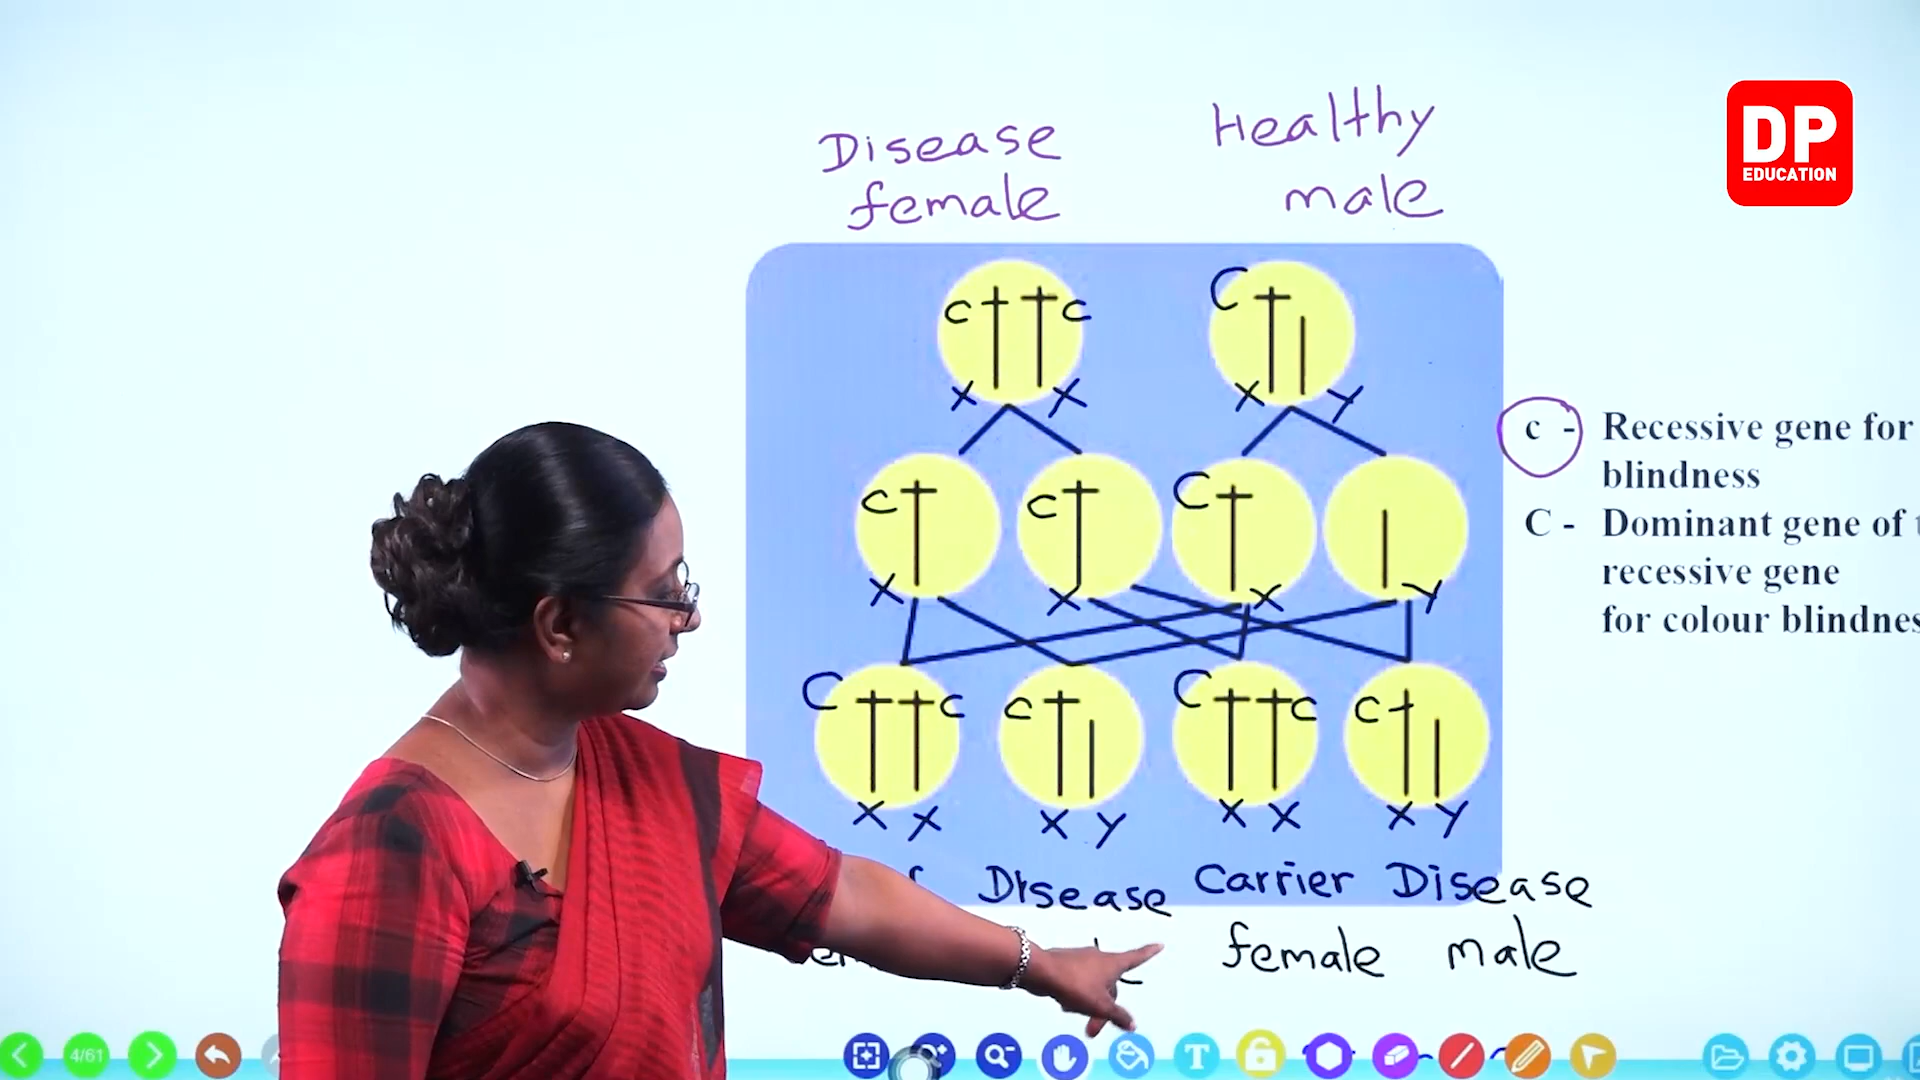 Disease
female
Healthy
male
DP
EDUCATION
c c
X X
C
X Y
c
X
c
X
C
X
Y
C c
X X
c
X Y
C c
X X
c
X Y
c - Recessive gene for
blindness
C - Dominant gene of
recessive gene
for colour
Disease
Carrier
female
Disease
male
4/61
T